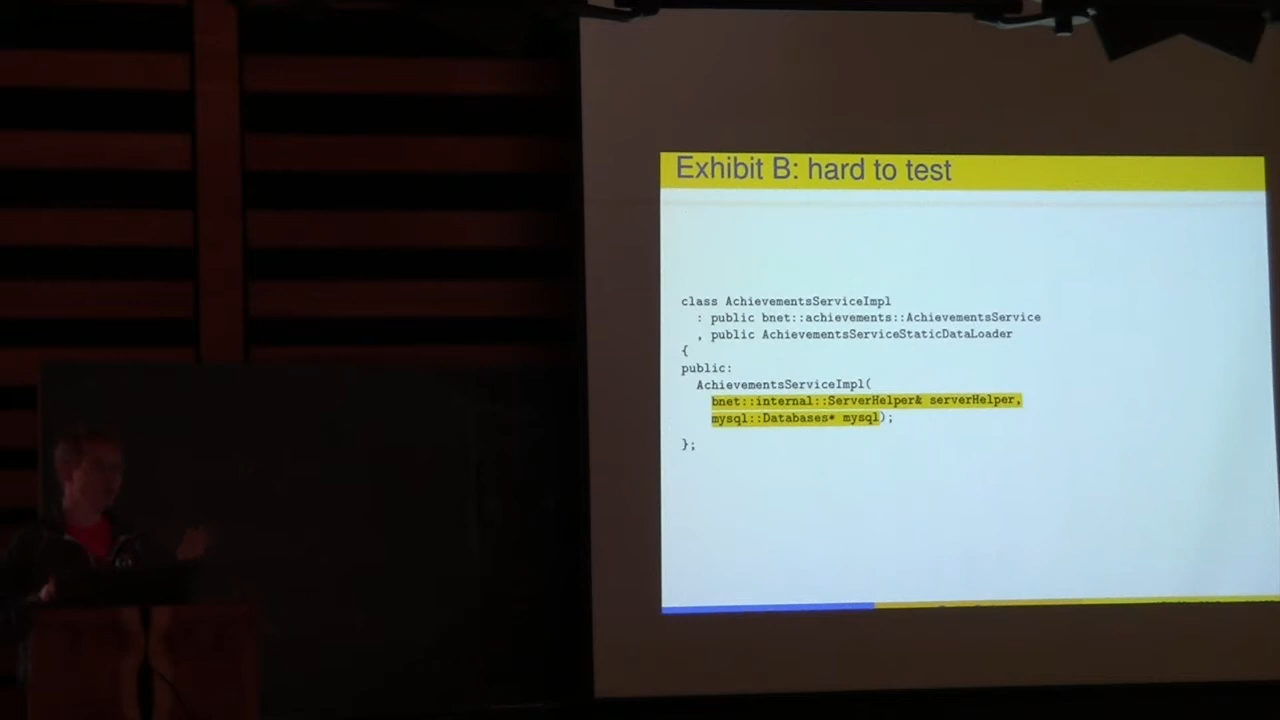 Exhibit B: hard to test
class AchievementsServiceImpl
: public bnet::achievements::AchievementsService
, public AchievementsServiceStaticDataLoader
{
public:
AchievementsServiceImpl(
bnet::internal::ServerHelper& serverHelper,
mysql::Databases* mysql);
};